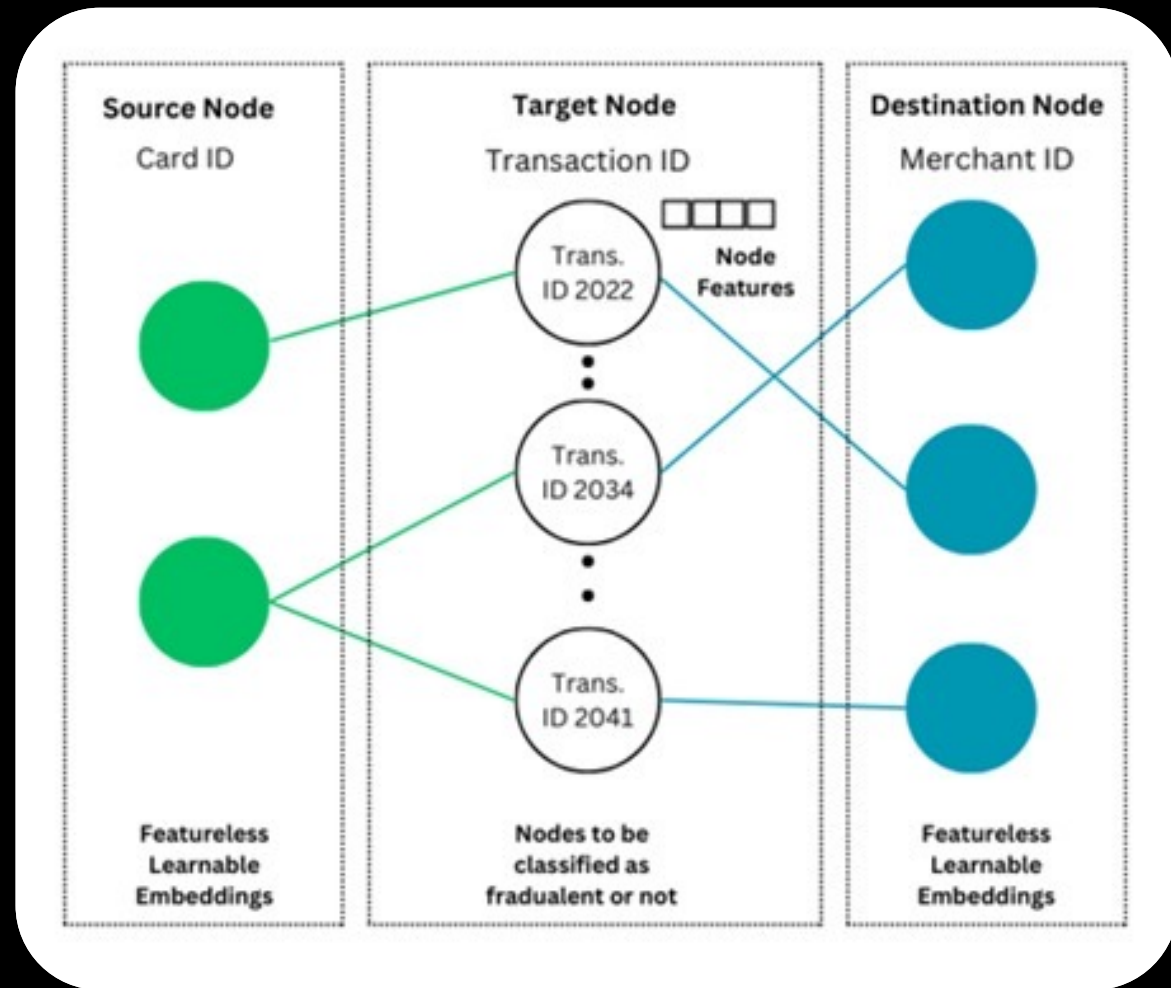 Source Node
Card ID
Featureless
Learnable
Embeddings
Target Node
Transaction ID
Node
Features
Trans.
ID 2022
Trans.
ID 2034
Trans.
ID 2041
Nodes to be
classified as
fradualent or not
Destination Node
Merchant ID
Featureless
Learnable
Embeddings